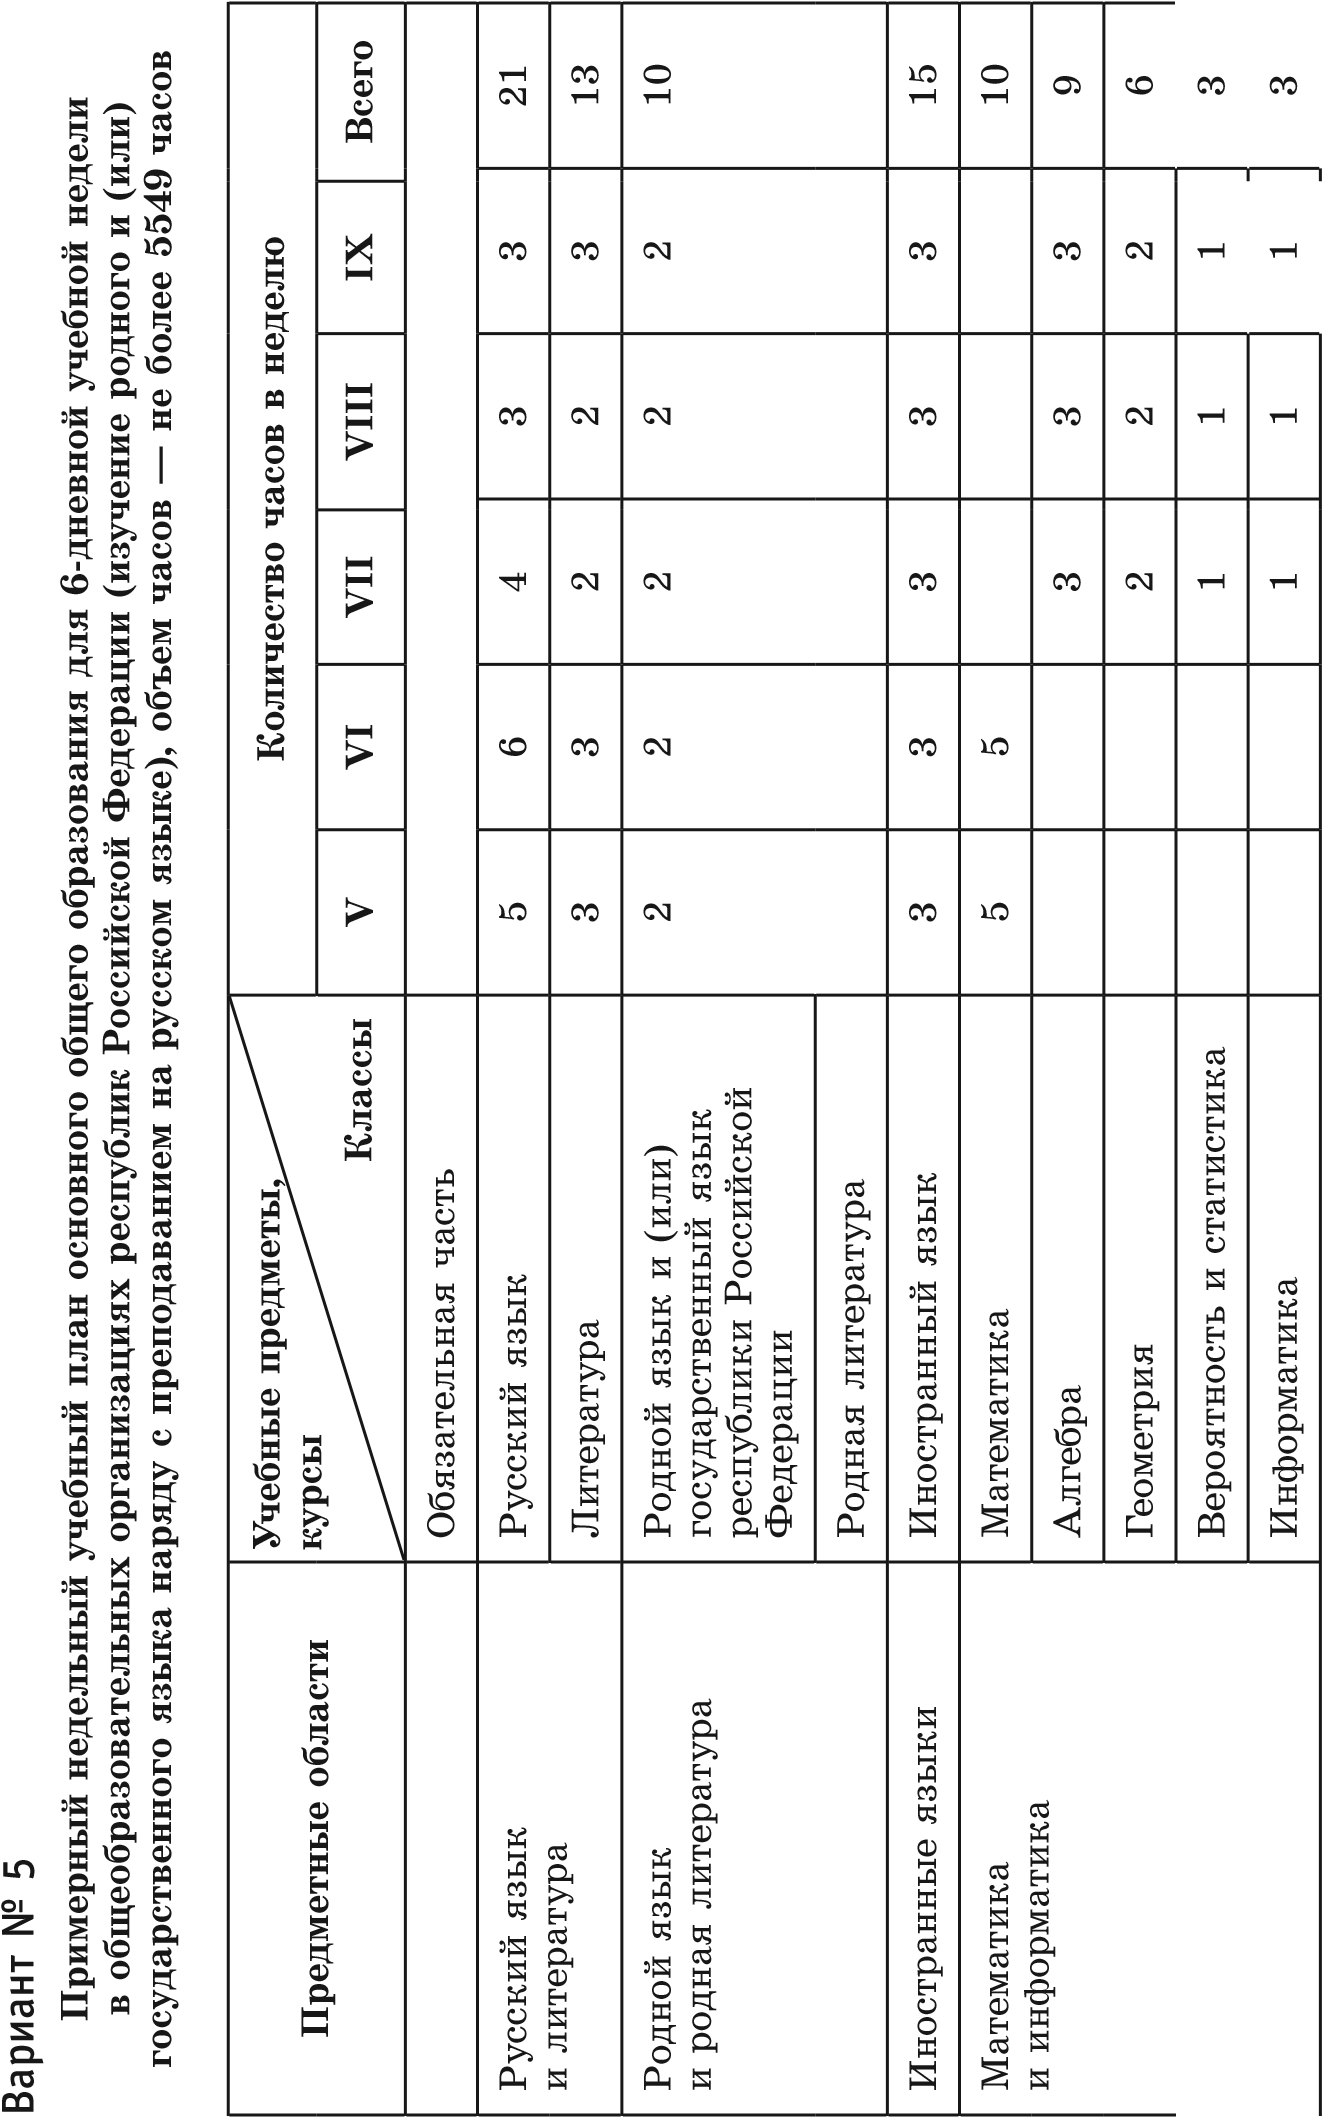 Вариант № 5
Примерный недельный учебный план основного общего образования для 6-дневной учебной недели
в общеобразовательных организациях республик Российской Федерации (изучение родного и (или)
государственного языка наряду с преподаванием на русском языке), объем часов — не более 5549 часов
Предметные области
Учебные предметы,
курсы
Классы
Количество часов в неделю
V VI VII VIII IX Всего
Обязательная часть
Русский язык
и литература
Русский язык 5 6 4 3 3 21
Литература 3 3 2 2 3 13
Родной язык
и родная литература
Родной язык и (или) 2 2 2 2 2 10
государственный язык
республики Российской
Федерации
Родная литература
Иностранные языки
Иностранный язык 3 3 3 3 3 15
Математика
и информатика
Математика 5 5 10
Алгебра 3 3 3 9
Геометрия 2 2 2 6
Вероятность и статистика 1 1 1 3
Информатика 1 1 1 3